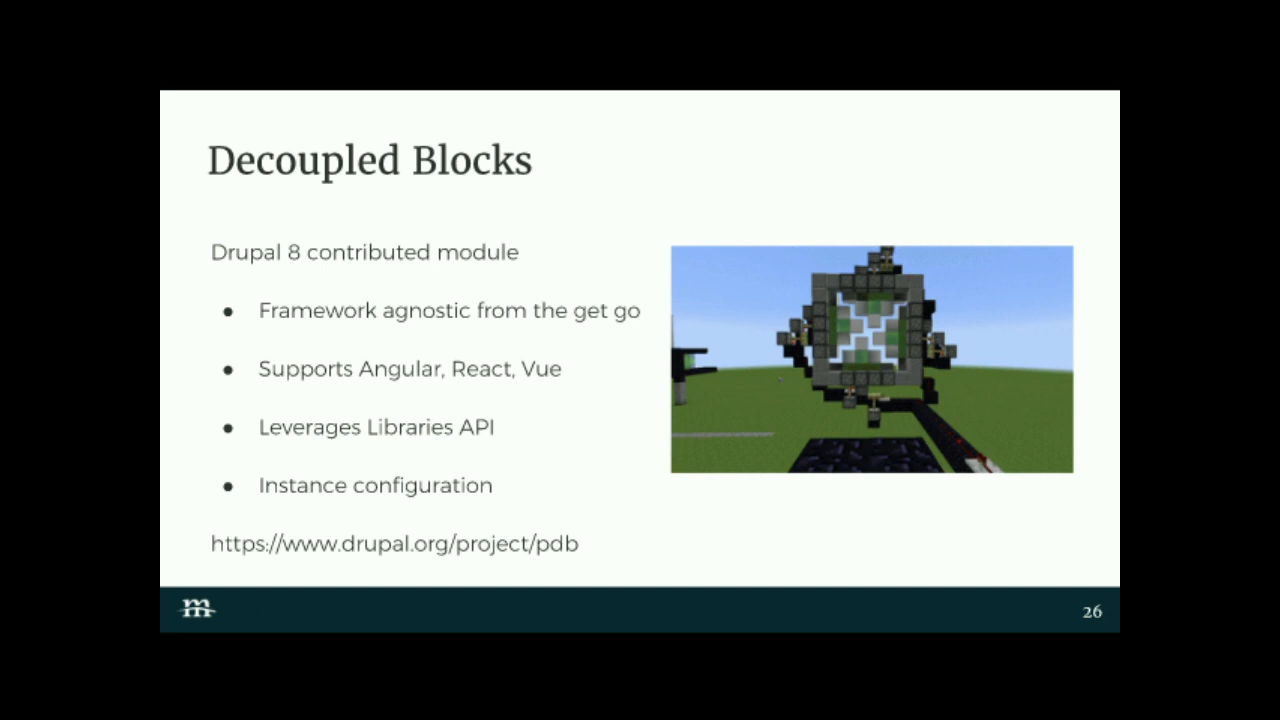 Decoupled Blocks
Drupal 8 contributed module
● Framework agnostic from the get go
● Supports Angular, React, Vue
● Leverages Libraries API
● Instance configuration
https://www.drupal.org/project/pdb
m
26